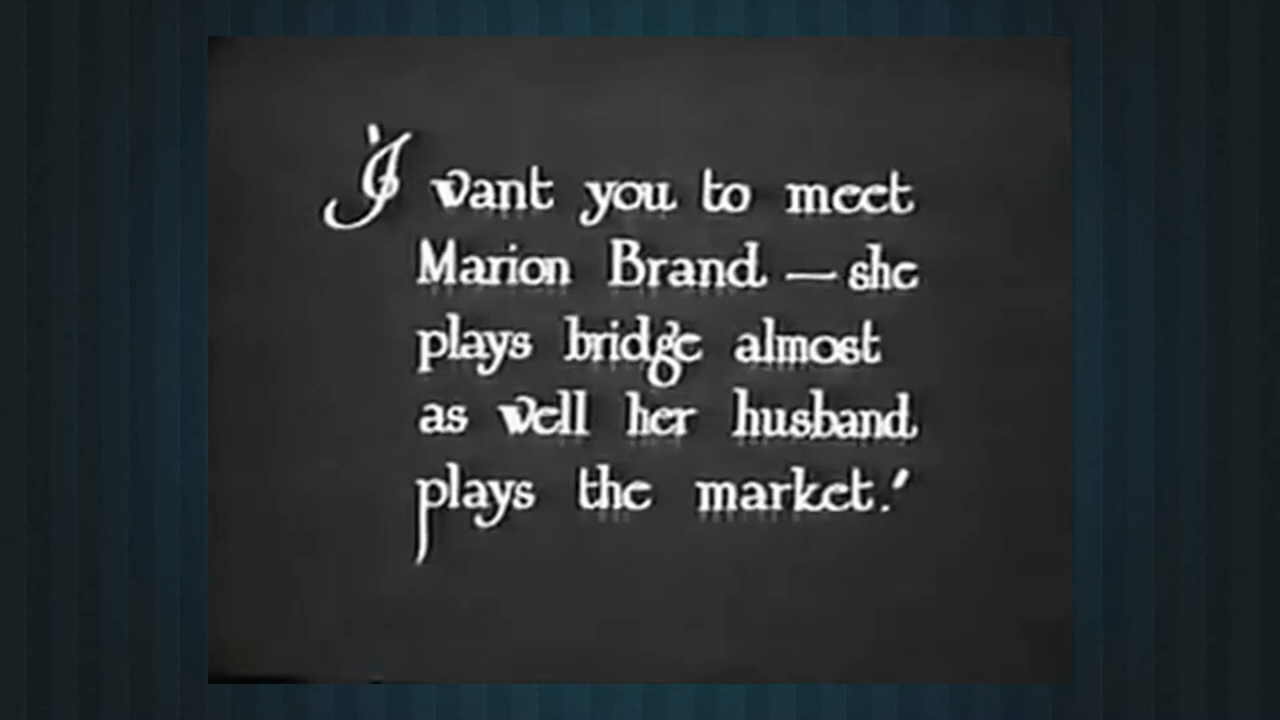 'I want you to meet
Marion Brand — she
plays bridge almost
as well her husband
plays the market.'